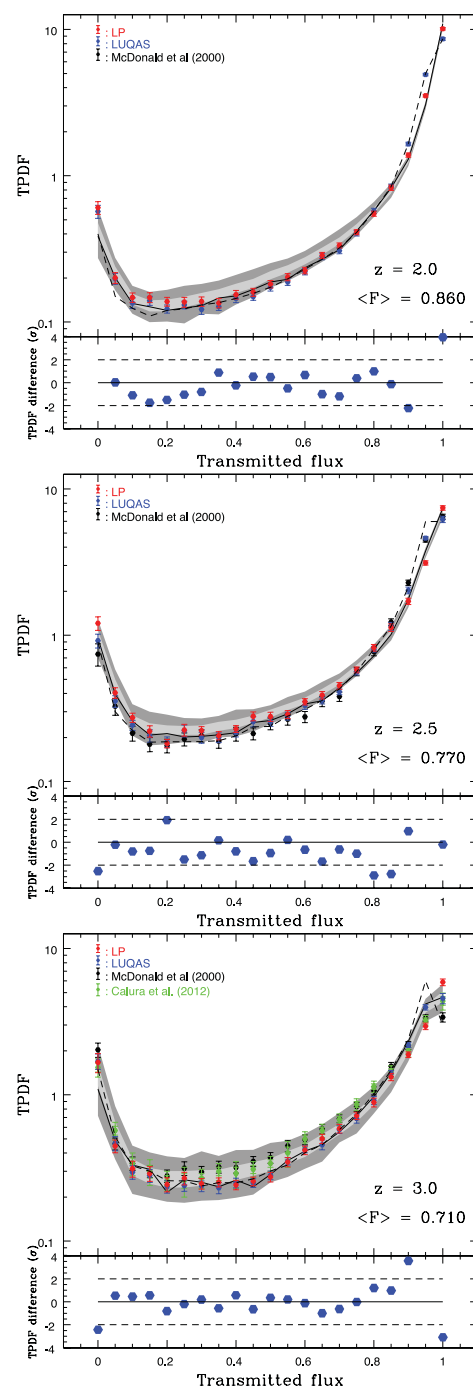 : LP
: LUQAS
: McDonald et al (2000)
10
1
0.1
TPDF
z = 2.0
<F> = 0.860
4
2
0
-2
-4
TPDF difference (σ)
0 0.2 0.4 0.6 0.8 1
Transmitted flux
: LP
: LUQAS
: McDonald et al (2000)
10
1
0.1
TPDF
z = 2.5
<F> = 0.770
4
2
0
-2
-4
TPDF difference (σ)
0 0.2 0.4 0.6 0.8 1
Transmitted flux
: LP
: LUQAS
: McDonald et al (2000)
: Calura et al. (2012)
10
1
0.1
TPDF
z = 3.0
<F> = 0.710
4
2
0
-2
-4
TPDF difference (σ)
0 0.2 0.4 0.6 0.8 1
Transmitted flux